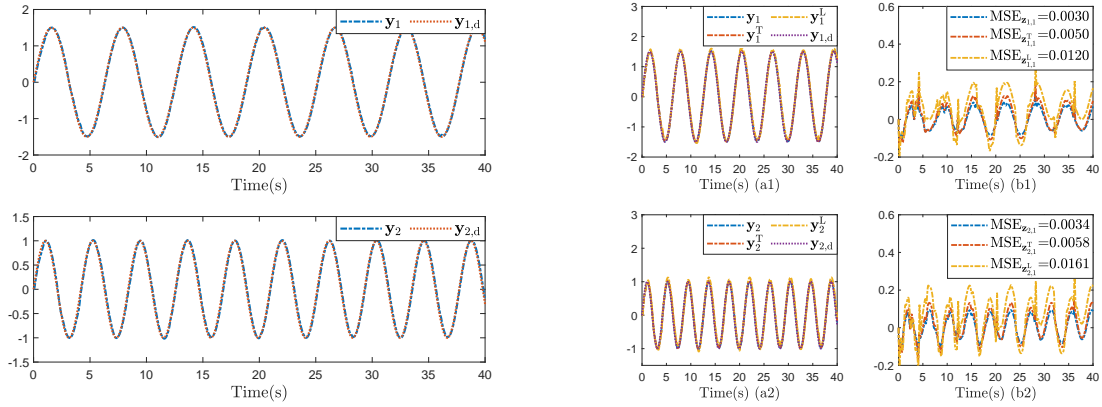 y₁ y₁,d
2
1
0
-1
-2
0 5 10 15 20 25 30 35 40
Time(s)
y₂ y₂,d
1.5
1
0.5
0
-0.5
-1
-1.5
0 5 10 15 20 25 30 35 40
Time(s)
y₁ y₁ᴸ
y₁ᵀ y₁,d
3
2
1
0
-1
-2
0 5 10 15 20 25 30 35 40
Time(s) (a1)
MSE_z₁,₁=0.0030
MSE_zᵀ₁,₁=0.0050
MSE_zᴸ₁,₁=0.0120
0.6
0.4
0.2
0
-0.2
0 5 10 15 20 25 30 35 40
Time(s) (b1)
y₂ y₂ᴸ
y₂ᵀ y₂,d
3
2
1
0
-1
0 5 10 15 20 25 30 35 40
Time(s) (a2)
MSE_z₂,₁=0.0034
MSE_zᵀ₂,₁=0.0058
MSE_zᴸ₂,₁=0.0161
0.6
0.4
0.2
0
-0.2
0 5 10 15 20 25 30 35 40
Time(s) (b2)